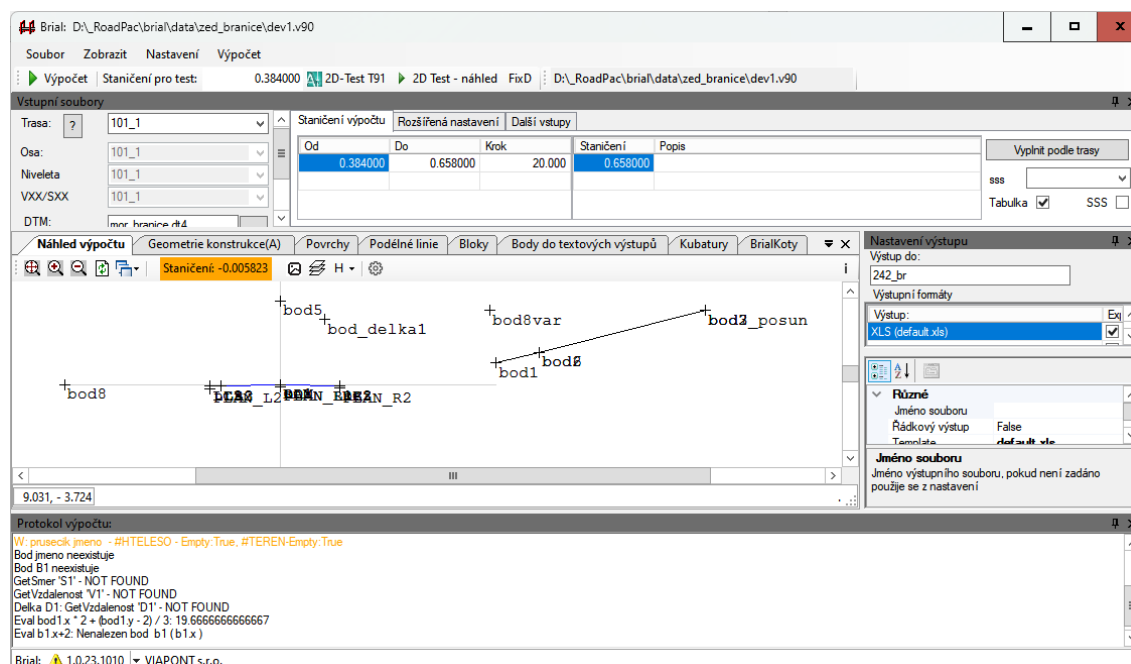 Brial: D:\_RoadPac\brial\data\zed_branice\dev1.v90
Soubor Zobrazit Nastavení Výpočet
Výpočet Staničení pro test: 0.384000 2D-Test T91 2D Test - náhled FixD D:\_RoadPac\brial\data\zed_branice\dev1.v90
Vstupní soubory
Trasa: ? 101_1
Osa: 101_1
Niveleta 101_1
VXX/SXX 101_1
DTM: mor_branice.dt4
Staničení výpočtu Rozšířená nastavení Další vstupy
Od Do Krok Staničení Popis
0.384000 0.658000 20.000 0.658000
Vyplnit podle trasy
sss
Tabulka SSS
Náhled výpočtu Geometrie konstrukce(A) Povrchy Podélné linie Bloky Body do textových výstupů Kubatury BrialKoty
Staničení: -0.005823 H i
bod5
bod_delka1
bod8var
_posun
bod1
bod8
_L2
_R2
9.031, - 3.724
Nastavení výstupu
Výstup do:
242_br
Výstupní formáty
Výstup: Exp
XLS (default.xls)
Různé
Jméno souboru
Řádkový výstup False
Template default.xls
Jméno souboru
Jméno výstupního souboru, pokud není zadáno
použije se z nastavení
Protokol výpočtu:
W: prusecik jmeno - #HTELESO - Empty:True, #TEREN-Empty:True
Bod jmeno neexistuje
Bod B1 neexistuje
GetSmer 'S1' - NOT FOUND
GetVzdalenost 'V1' - NOT FOUND
Delka D1: GetVzdalenost 'D1' - NOT FOUND
Eval bod1.x * 2 + (bod1.y - 2) / 3: 19.6666666666667
Eval b1.x+2: Nenalezen bod b1 ( b1.x )
Brial: 1.0.23.1010 VIAPONT s.r.o.